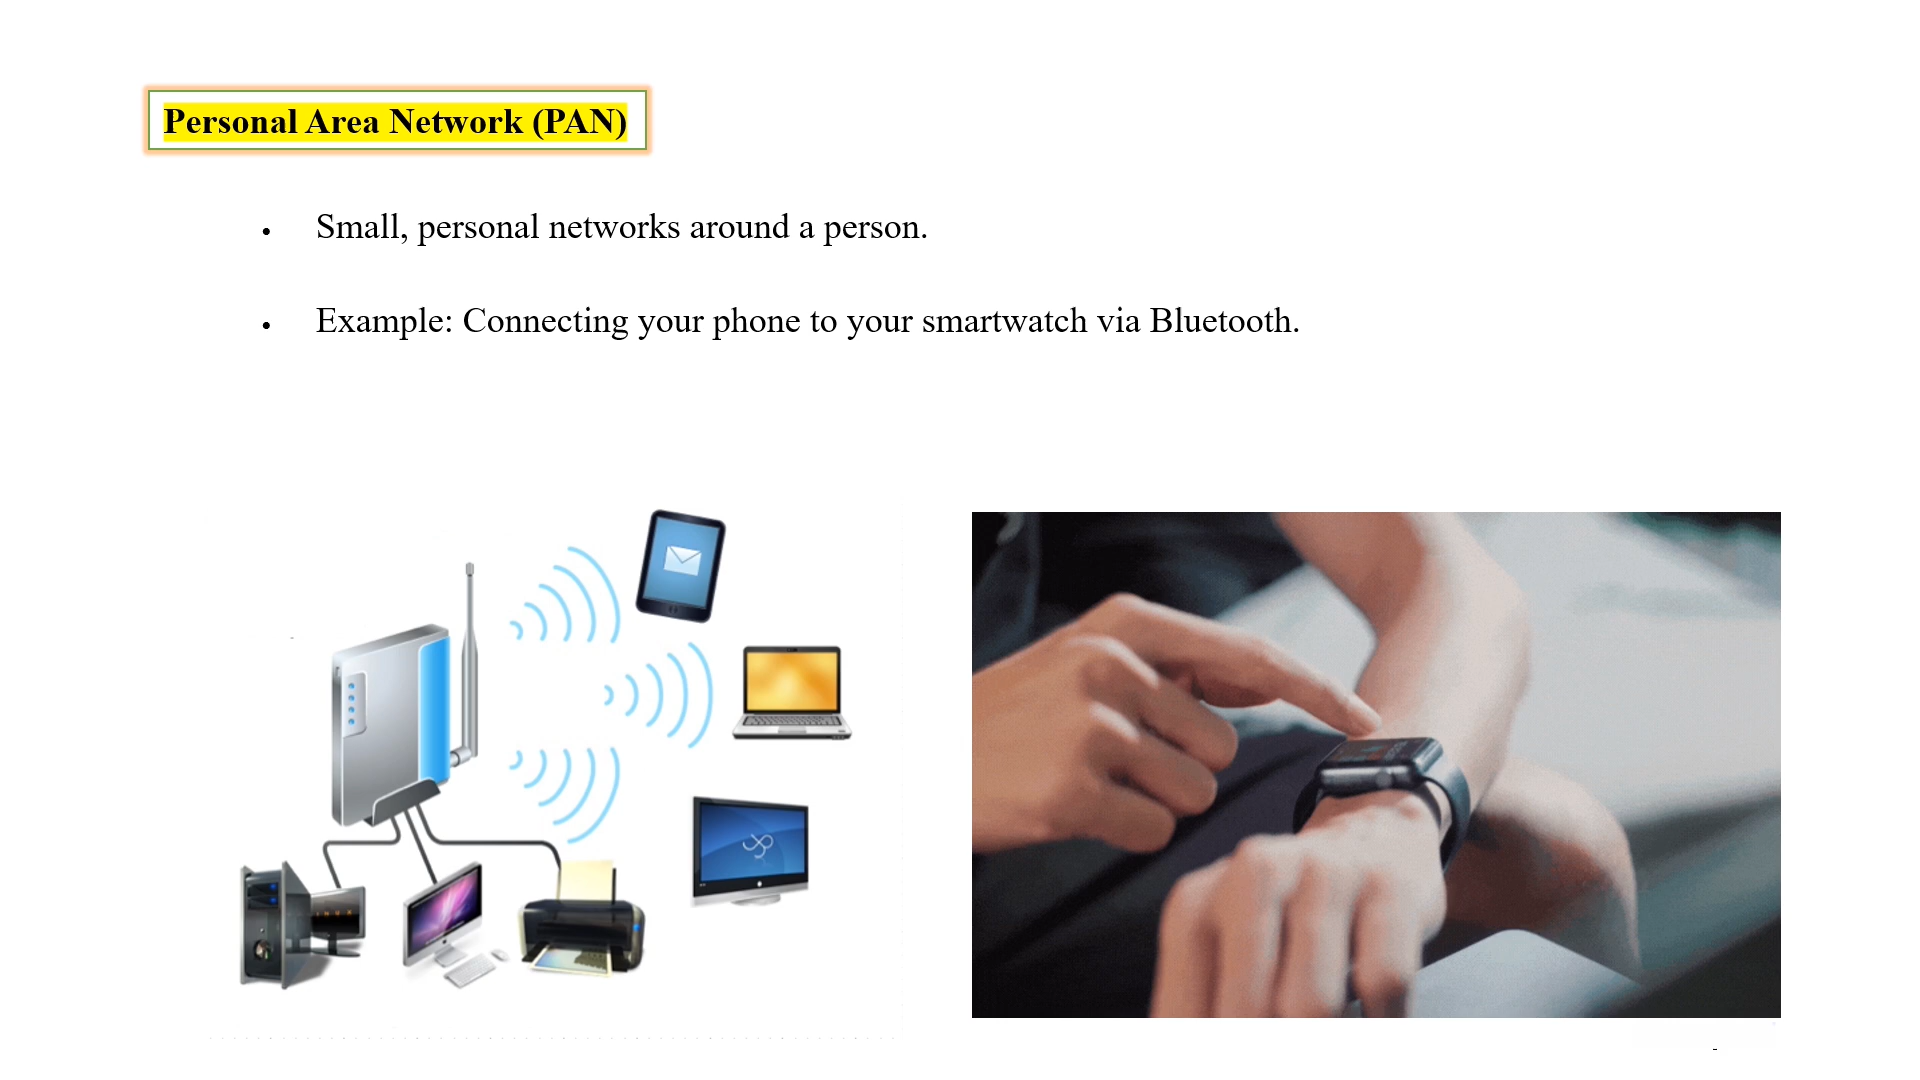 Personal Area Network (PAN)
• Small, personal networks around a person.
• Example: Connecting your phone to your smartwatch via Bluetooth.